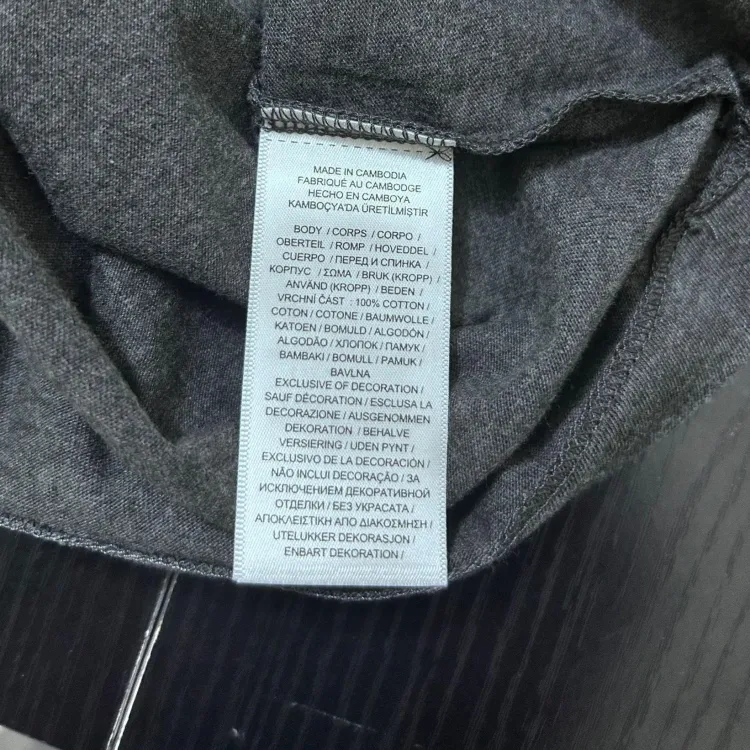 MADE IN CAMBODIA
FABRIQUÉ AU CAMBODGE
HECHO EN CAMBOYA
KAMBOÇYA'DA ÜRETİLMİŞTİR
BODY / CORPS / CORPO /
OBERTEIL / ROMP / HOVEDDEL /
CUERPO / ПЕРЕД И СПИНКА /
КОРПУС / ΣΩΜΑ / BRUK (KROPP) /
ANVÄND (KROPP) / BEDEN /
VRCHNÍ ČÁST : 100% COTTON /
COTON / COTONE / BAUMWOLLE /
KATOEN / BOMULD / ALGODÓN /
ALGODÃO / ХЛОПОК / ПАМУК /
BAMBAKI / BOMULL / PAMUK /
BAVLNA
EXCLUSIVE OF DECORATION /
SAUF DÉCORATION / ESCLUSA LA
DECORAZIONE / AUSGENOMMEN
DEKORATION / BEHALVE
VERSIERING / UDEN PYNT /
EXCLUSIVO DE LA DECORACIÓN /
NÃO INCLUI DECORAÇÃO / ЗА
ИСКЛЮЧЕНИЕМ ДЕКОРАТИВНОЙ
ОТДЕЛКИ / БЕЗ УКРАСАТА /
ΑΠΟΚΛΕΙΣΤΙΚΗ ΑΠΟ ΔΙΑΚΟΣΜΗΣΗ /
UTELUKKER DEKORASJON /
ENBART DEKORATION /